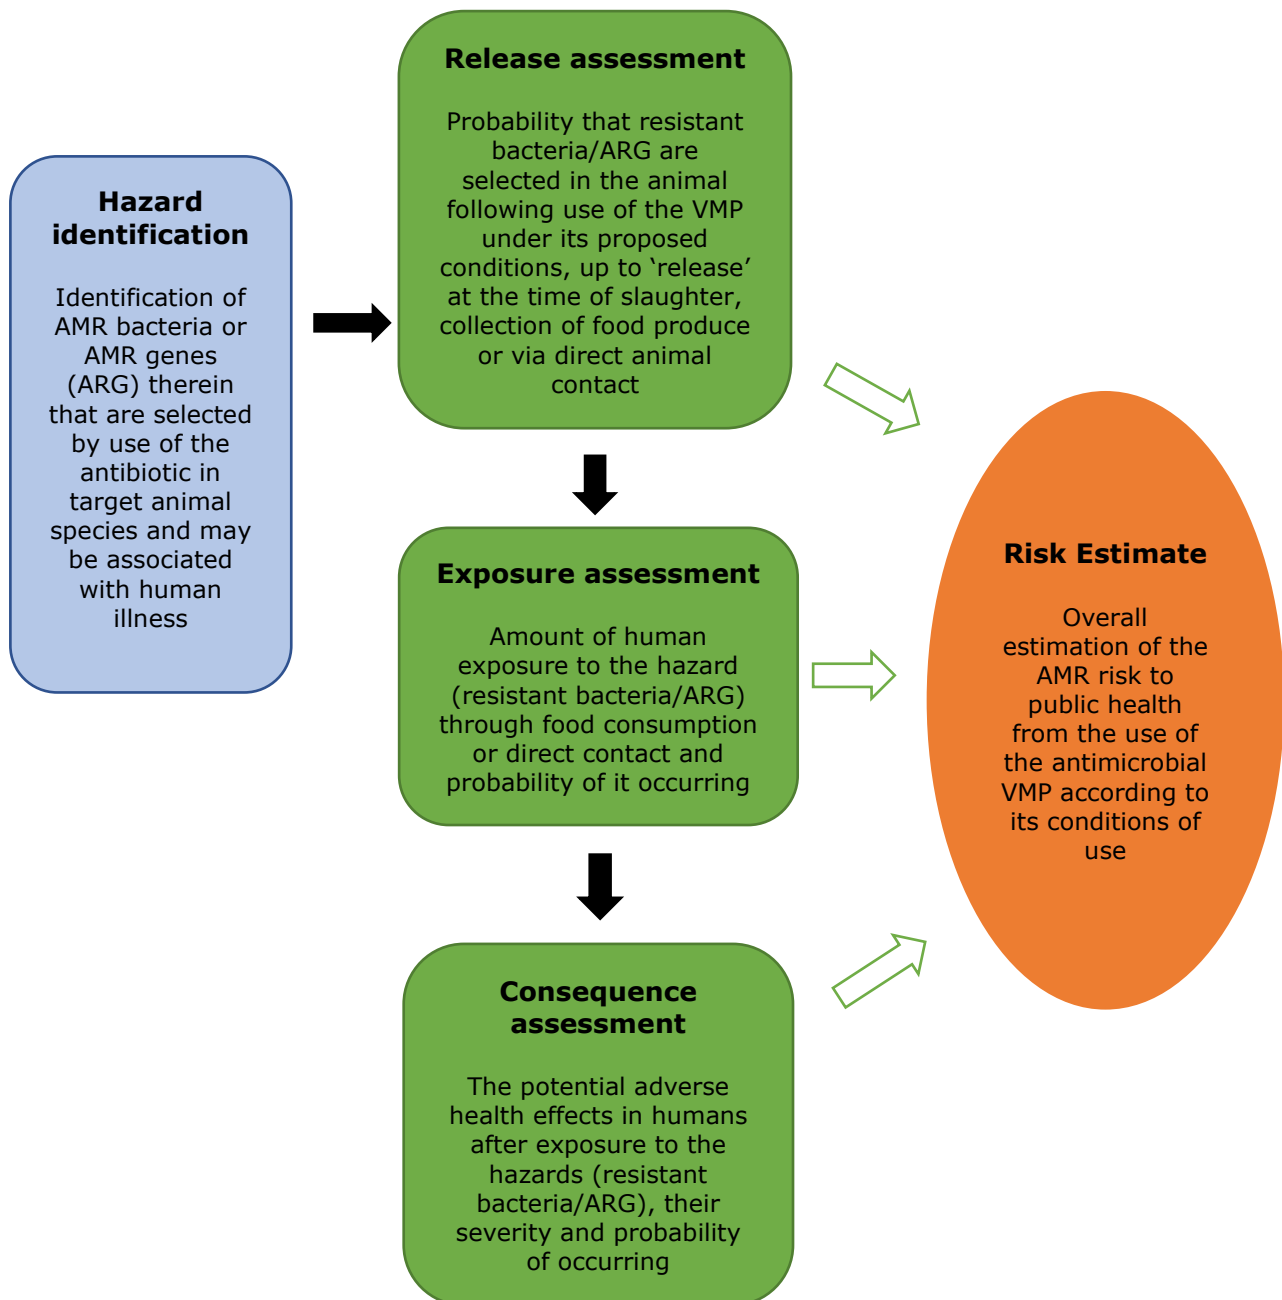 Hazard
identification
Identification of
AMR bacteria or
AMR genes
(ARG) therein
that are selected
by use of the
antibiotic in
target animal
species and may
be associated
with human
illness
Release assessment
Probability that resistant
bacteria/ARG are
selected in the animal
following use of the VMP
under its proposed
conditions, up to ‘release’
at the time of slaughter,
collection of food produce
or via direct animal
contact
Exposure assessment
Amount of human
exposure to the hazard
(resistant bacteria/ARG)
through food consumption
or direct contact and
probability of it occurring
Consequence
assessment
The potential adverse
health effects in humans
after exposure to the
hazards (resistant
bacteria/ARG), their
severity and probability
of occurring
Risk Estimate
Overall
estimation of the
AMR risk to
public health
from the use of
the antimicrobial
VMP according to
its conditions of
use